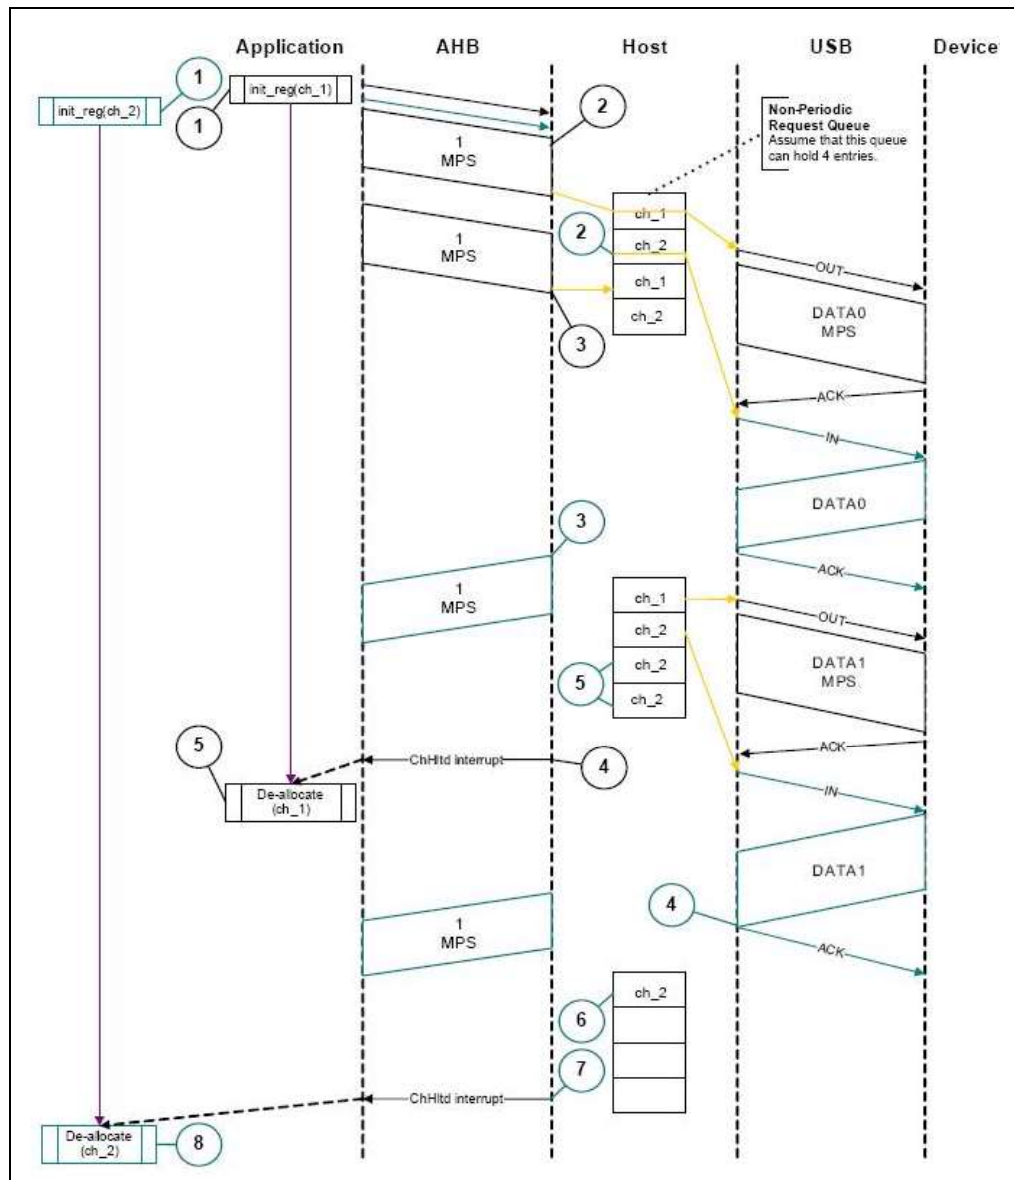 Application AHB Host USB Device
1
init_reg(ch_1)
init_reg(ch_2)
1
2
Non-Periodic
Request Queue
Assume that this queue
can hold 4 entries.
1
MPS
ch_1
2
ch_2
1
MPS
ch_1
OUT
ch_2
DATA0
MPS
3
ACK
IN
DATA0
3
ACK
1
MPS
ch_1
OUT
ch_2
ch_2
5
ch_2
DATA1
MPS
5
ACK
ChHltd interrupt
4
De-allocate
(ch_1)
IN
DATA1
4
1
MPS
ACK
ch_2
6
7
ChHltd interrupt
De-allocate
(ch_2)
8